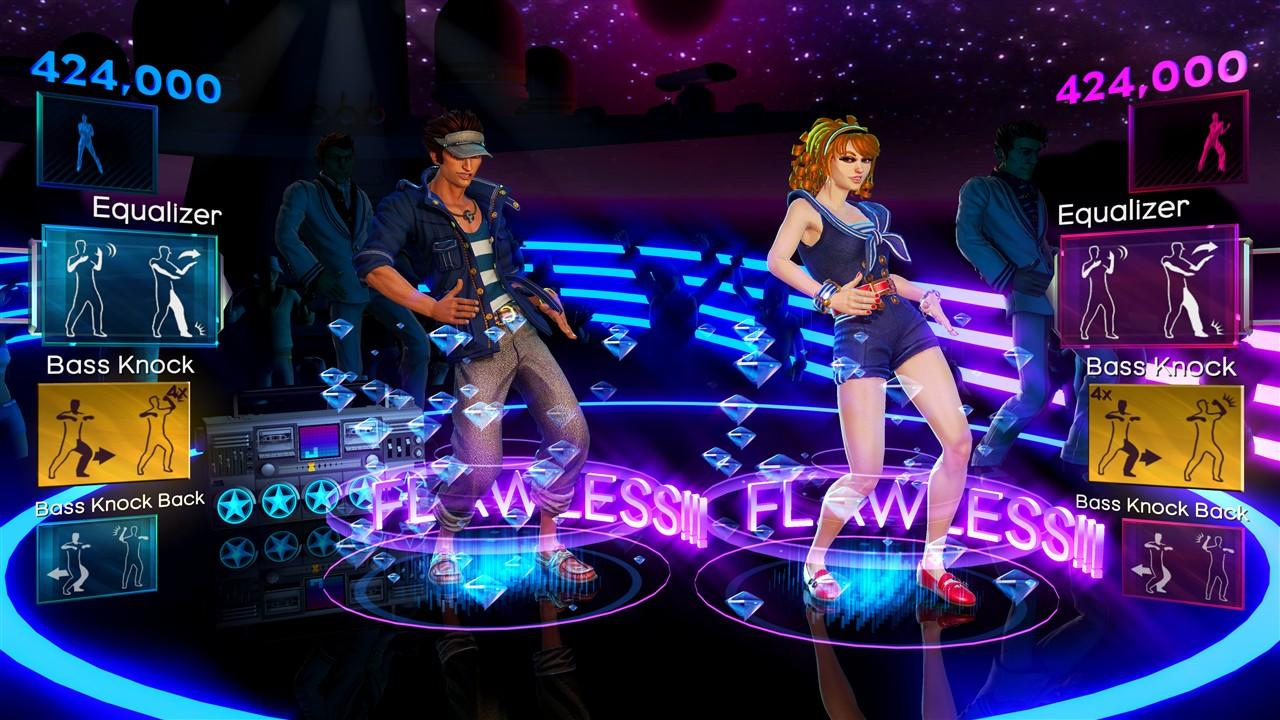 424,000
Equalizer
Bass Knock
4x
Bass Knock Back
FLAWLESS!!!
FLAWLESS!!!
424,000
Equalizer
Bass Knock
4x
Bass Knock Back